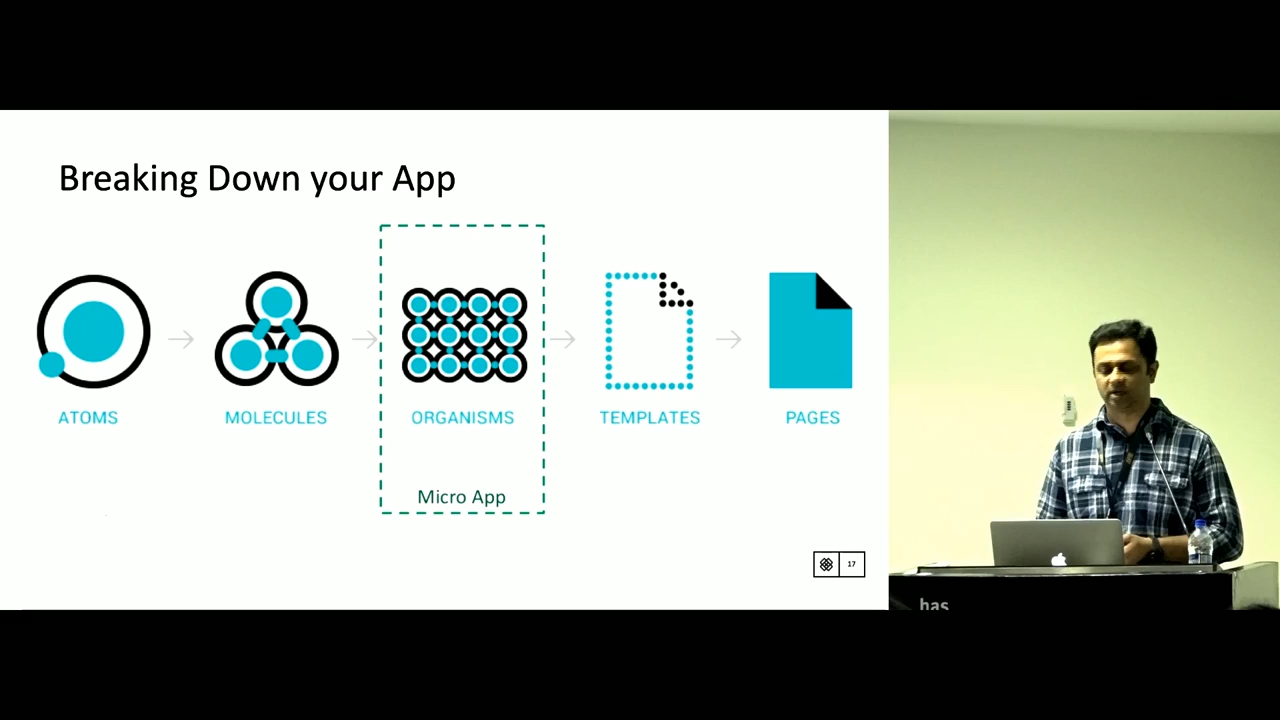 Breaking Down your App
ATOMS
MOLECULES
ORGANISMS
TEMPLATES
PAGES
Micro App
17
has